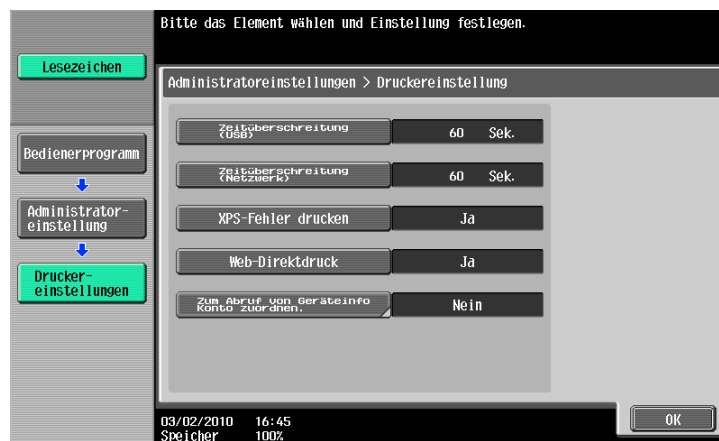 Bitte das Element wählen und Einstellung festlegen.
Lesezeichen
Administratoreinstellungen > Druckereinstellung
Bedienerprogramm
Administrator-
einstellung
Drucker-
einstellungen
Zeitüberschreitung
(USB)
60 Sek.
Zeitüberschreitung
(Netzwerk)
60 Sek.
XPS-Fehler drucken
Ja
Web-Direktdruck
Ja
Zum Abruf von Geräteinfo
Konto zuordnen.
Nein
03/02/2010 16:45
Speicher 100%
OK